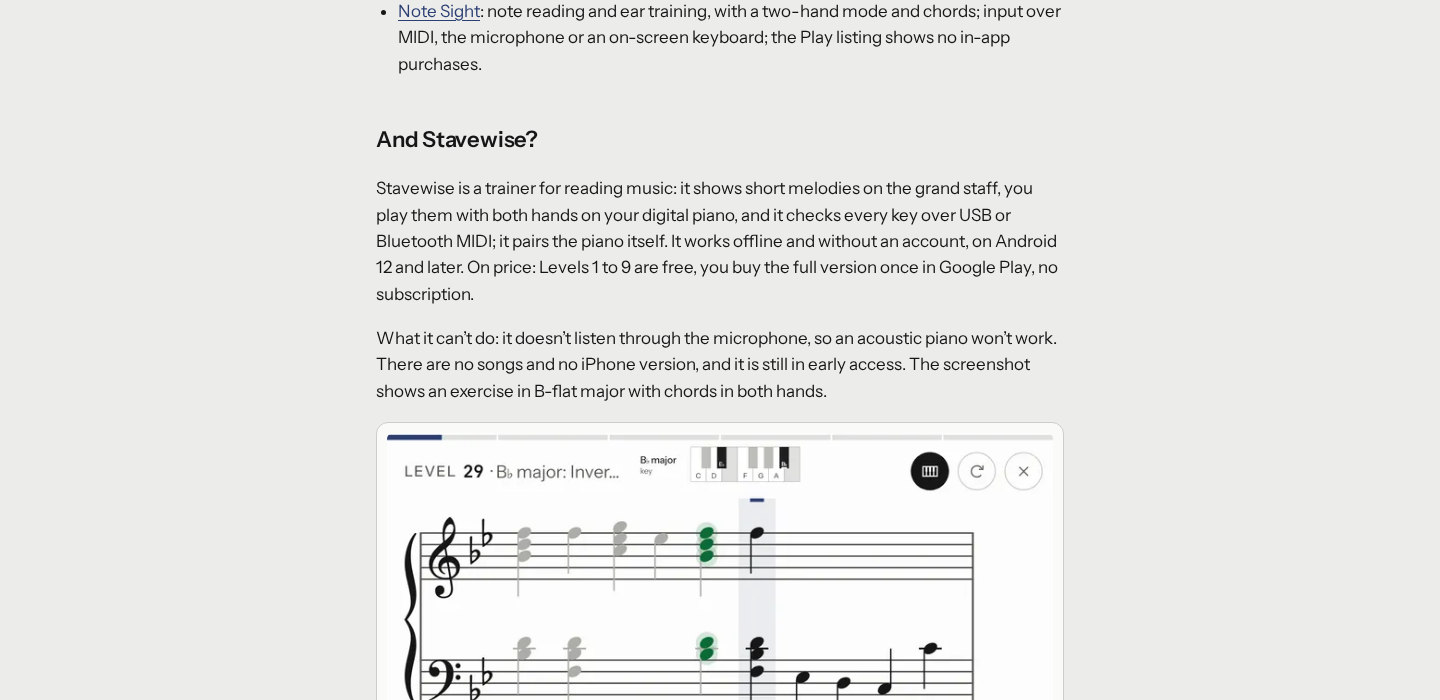 Note Sight: note reading and ear training, with a two-hand mode and chords; input over
MIDI, the microphone or an on-screen keyboard; the Play listing shows no in-app
purchases.
And Stavewise?
Stavewise is a trainer for reading music: it shows short melodies on the grand staff, you
play them with both hands on your digital piano, and it checks every key over USB or
Bluetooth MIDI; it pairs the piano itself. It works offline and without an account, on Android
12 and later. On price: Levels 1 to 9 are free, you buy the full version once in Google Play, no
subscription.
What it can’t do: it doesn’t listen through the microphone, so an acoustic piano won’t work.
There are no songs and no iPhone version, and it is still in early access. The screenshot
shows an exercise in B-flat major with chords in both hands.
LEVEL 29 · B♭ major: Inver...
B♭ major
key
C D F G A